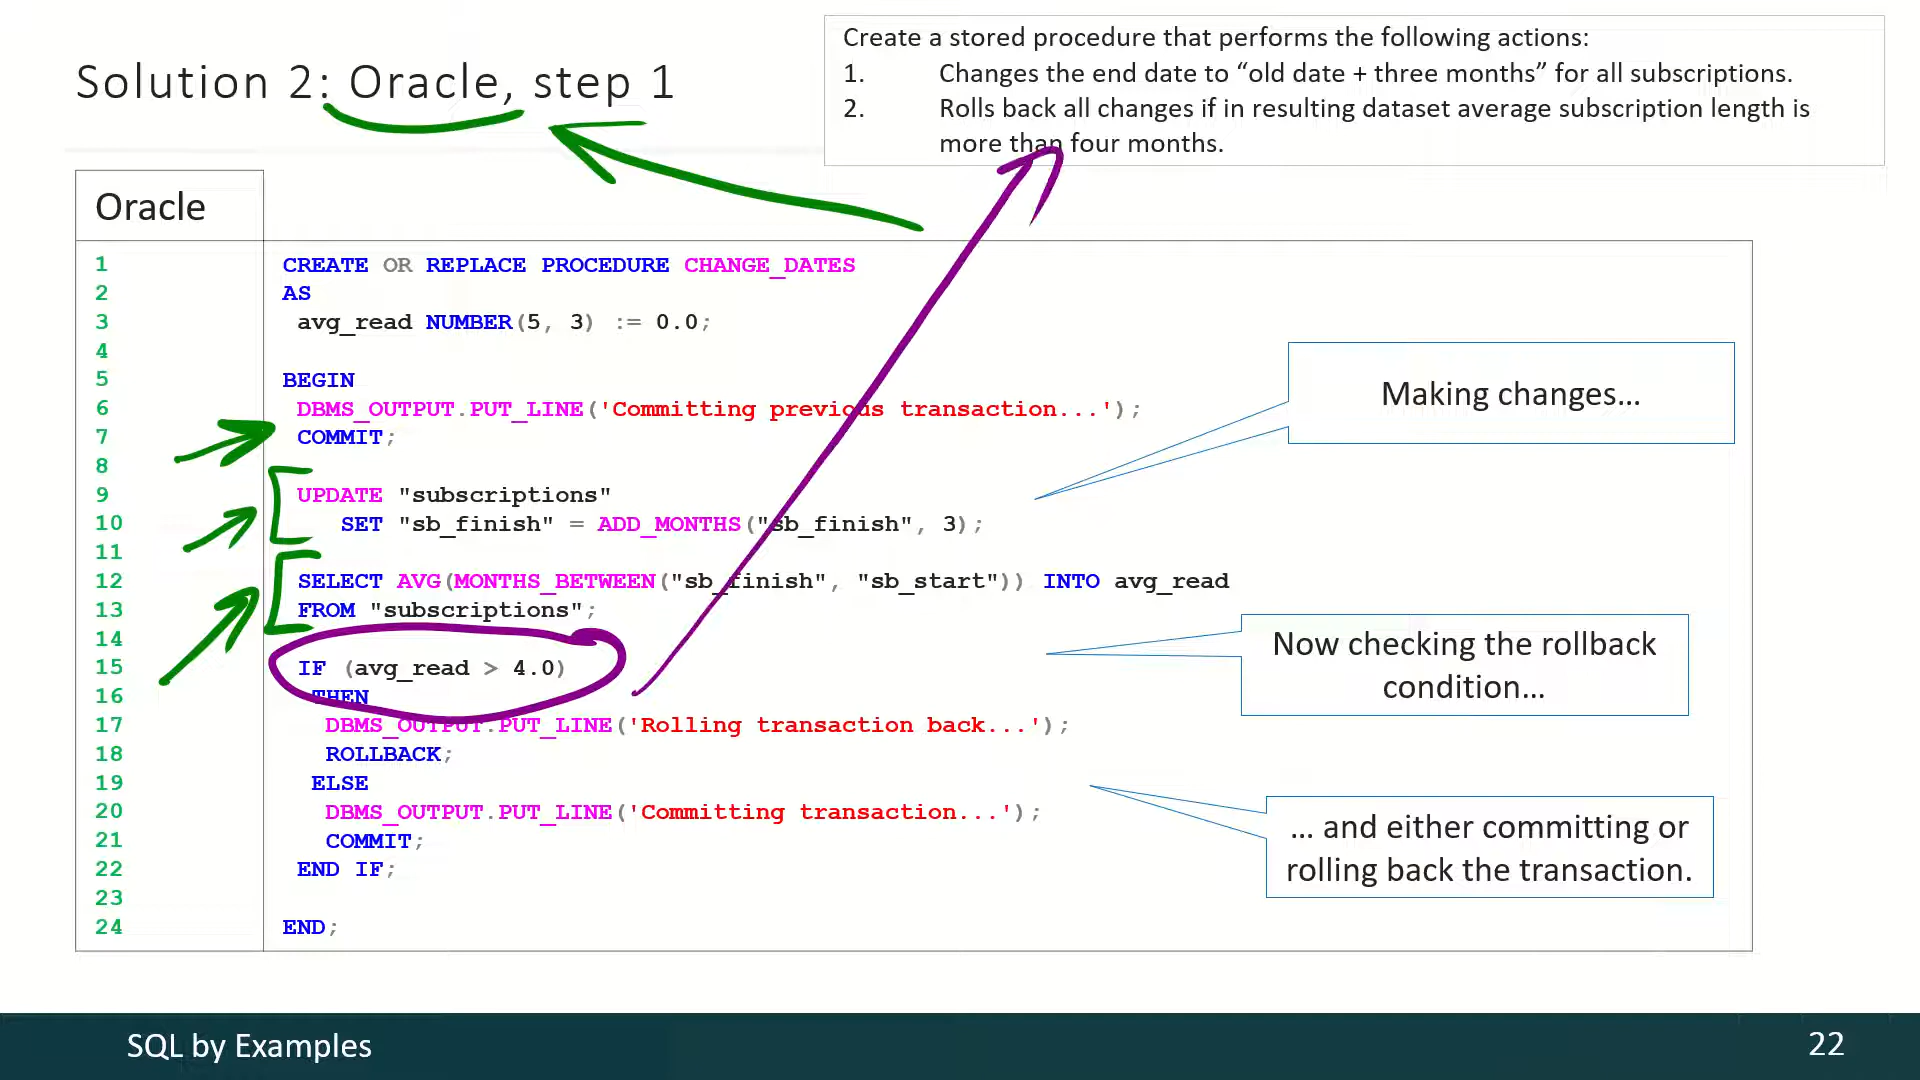 Solution 2: Oracle, step 1
Create a stored procedure that performs the following actions:
1. Changes the end date to “old date + three months” for all subscriptions.
2. Rolls back all changes if in resulting dataset average subscription length is
more than four months.
Oracle
1 CREATE OR REPLACE PROCEDURE CHANGE_DATES
2 AS
3 avg_read NUMBER(5, 3) := 0.0;
4
5 BEGIN
6 DBMS_OUTPUT.PUT_LINE('Committing previous transaction...');
7 COMMIT;
8
9 UPDATE "subscriptions"
10 SET "sb_finish" = ADD_MONTHS("sb_finish", 3);
11
12 SELECT AVG(MONTHS_BETWEEN("sb_finish", "sb_start")) INTO avg_read
13 FROM "subscriptions";
14
15 IF (avg_read > 4.0)
16 THEN
17 DBMS_OUTPUT.PUT_LINE('Rolling transaction back...');
18 ROLLBACK;
19 ELSE
20 DBMS_OUTPUT.PUT_LINE('Committing transaction...');
21 COMMIT;
22 END IF;
23
24 END;
Making changes…
Now checking the rollback
condition…
… and either committing or
rolling back the transaction.
SQL by Examples
22